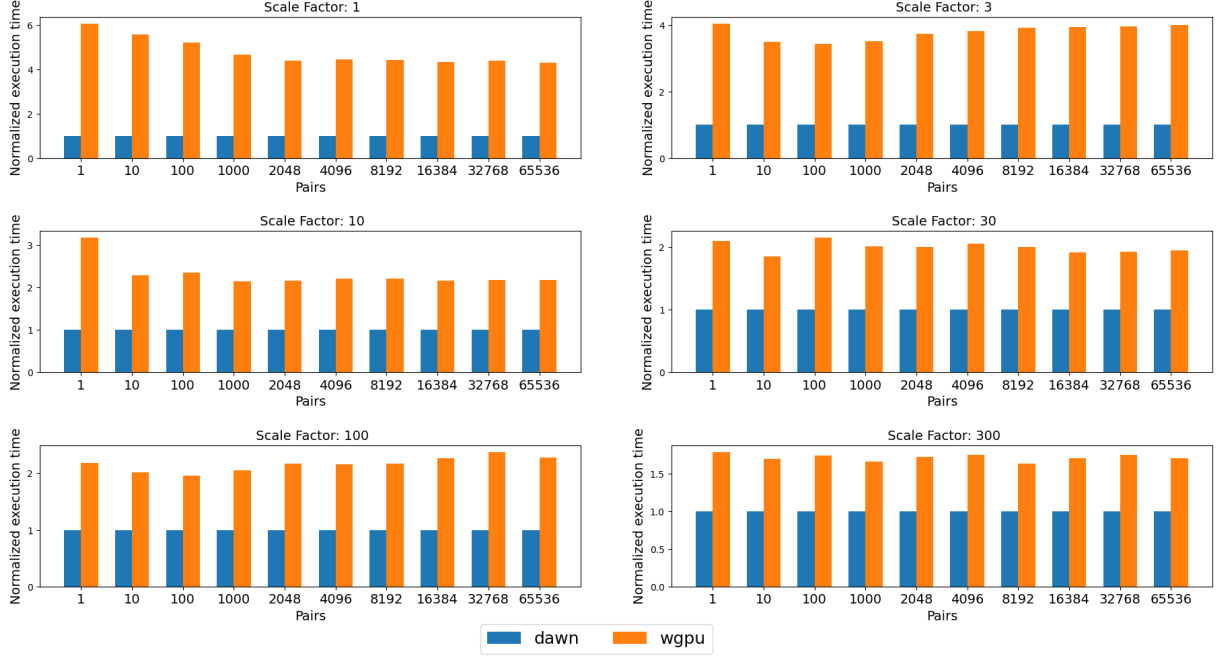 Scale Factor: 1
Normalized execution time
6
4
2
0
1 10 100 1000 2048 4096 8192 16384 32768 65536
Pairs
Scale Factor: 3
Normalized execution time
4
2
0
1 10 100 1000 2048 4096 8192 16384 32768 65536
Pairs
Scale Factor: 10
Normalized execution time
3
2
1
0
1 10 100 1000 2048 4096 8192 16384 32768 65536
Pairs
Scale Factor: 30
Normalized execution time
2
1
0
1 10 100 1000 2048 4096 8192 16384 32768 65536
Pairs
Scale Factor: 100
Normalized execution time
2
1
0
1 10 100 1000 2048 4096 8192 16384 32768 65536
Pairs
Scale Factor: 300
Normalized execution time
1.5
1.0
0.5
0.0
1 10 100 1000 2048 4096 8192 16384 32768 65536
Pairs
dawn wgpu